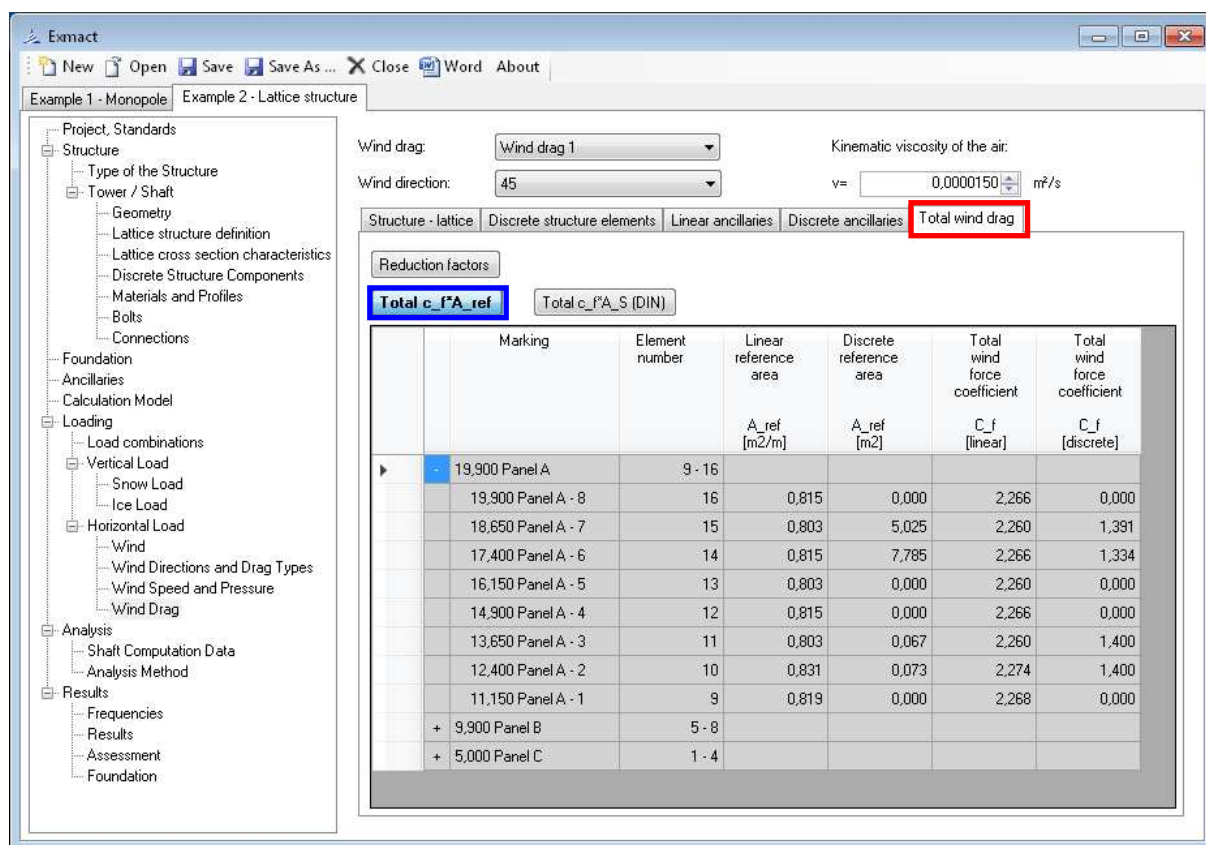 Exmact
New Open Save Save As ... Close Word About
Example 1 - Monopole Example 2 - Lattice structure
Project, Standards
Structure
Type of the Structure
Tower / Shaft
Geometry
Lattice structure definition
Lattice cross section characteristics
Discrete Structure Components
Materials and Profiles
Bolts
Connections
Foundation
Ancillaries
Calculation Model
Loading
Load combinations
Vertical Load
Snow Load
Ice Load
Horizontal Load
Wind
Wind Directions and Drag Types
Wind Speed and Pressure
Wind Drag
Analysis
Shaft Computation Data
Analysis Method
Results
Frequencies
Results
Assessment
Foundation
Wind drag: Wind drag 1 Kinematic viscosity of the air:
Wind direction: 45 v= 0,0000150 m²/s
Structure - lattice Discrete structure elements Linear ancillaries Discrete ancillaries Total wind drag
Reduction factors
Total c_f*A_ref Total c_f*A_S (DIN)
Marking Element Linear Discrete Total Total
number reference reference wind wind
area area force force
coefficient coefficient
A_ref A_ref C_f C_f
[m2/m] [m2] [linear] [discrete]
- 19,900 Panel A 9 - 16
19,900 Panel A - 8 16 0,815 0,000 2,266 0,000
18,650 Panel A - 7 15 0,803 5,025 2,260 1,391
17,400 Panel A - 6 14 0,815 7,785 2,266 1,334
16,150 Panel A - 5 13 0,803 0,000 2,260 0,000
14,900 Panel A - 4 12 0,815 0,000 2,266 0,000
13,650 Panel A - 3 11 0,803 0,067 2,260 1,400
12,400 Panel A - 2 10 0,831 0,073 2,274 1,400
11,150 Panel A - 1 9 0,819 0,000 2,268 0,000
+ 9,900 Panel B 5 - 8
+ 5,000 Panel C 1 - 4